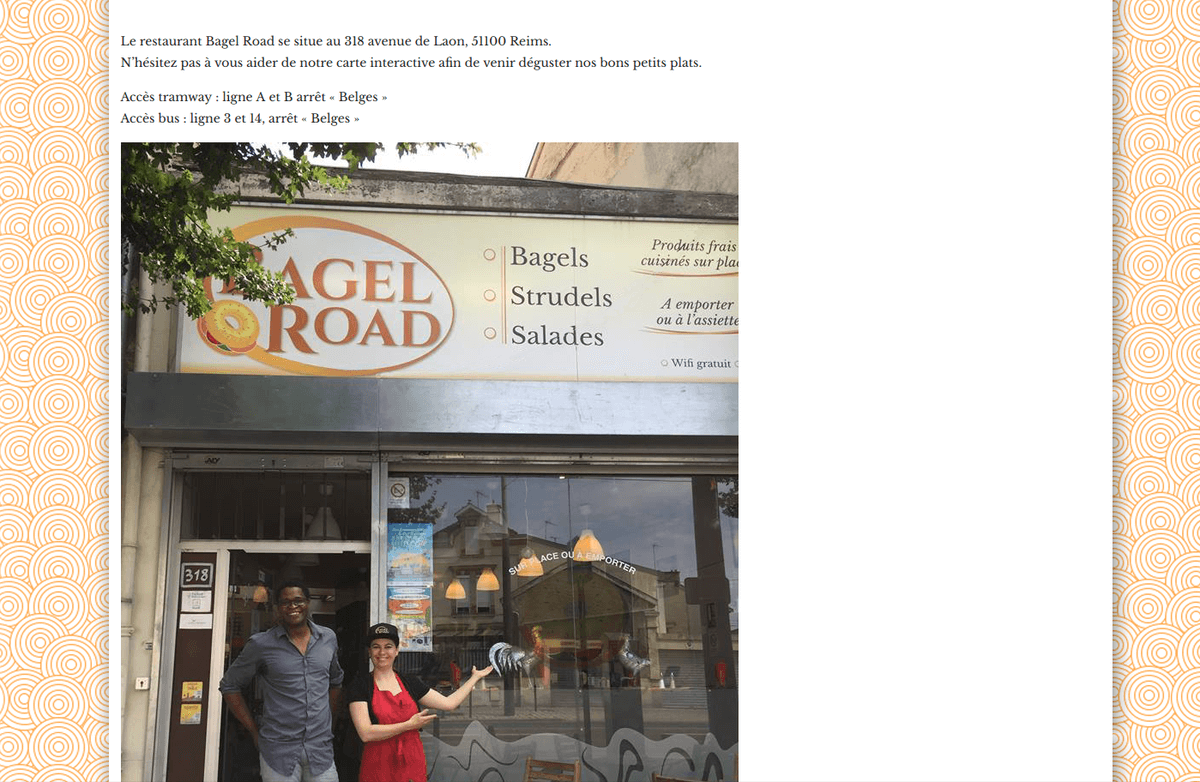 Le restaurant Bagel Road se situe au 318 avenue de Laon, 51100 Reims.
N'hésitez pas à vous aider de notre carte interactive afin de venir déguster nos bons petits plats.
Accès tramway : ligne A et B arrêt « Belges »
Accès bus : ligne 3 et 14, arrêt « Belges »
BAGEL
ROAD
Bagels
Strudels
Salades
Produits frais
cuisinés sur
A emporter
ou à l'assiette
Wifi gratuit
SUR PLACE OU A EMPORTER
318